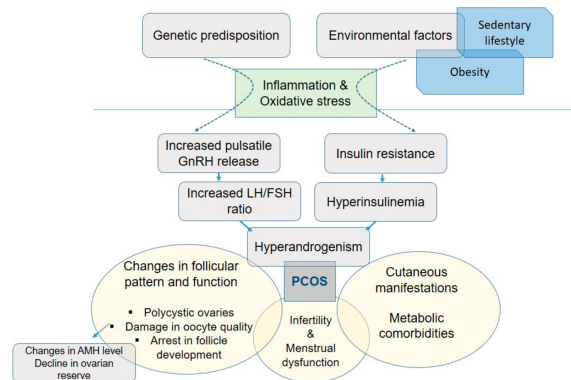 Genetic predisposition
Environmental factors
Sedentary
lifestyle
Obesity
Inflammation &
Oxidative stress
Increased pulsatile
GnRH release
Insulin resistance
Increased LH/FSH
ratio
Hyperinsulinemia
Hyperandrogenism
PCOS
Changes in follicular
pattern and function
▪ Polycystic ovaries
▪ Damage in oocyte quality
▪ Arrest in follicle
development
Changes in AMH level
Decline in ovarian
reserve
Infertility
&
Menstrual
dysfunction
Cutaneous
manifestations
Metabolic
comorbidities